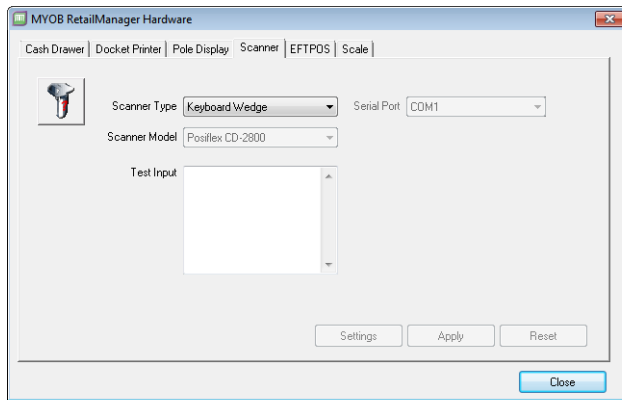 MYOB RetailManager Hardware
Cash Drawer Docket Printer Pole Display Scanner EFTPOS Scale
Scanner Type Keyboard Wedge Serial Port COM1
Scanner Model Posiflex CD-2800
Test Input
Settings Apply Reset
Close